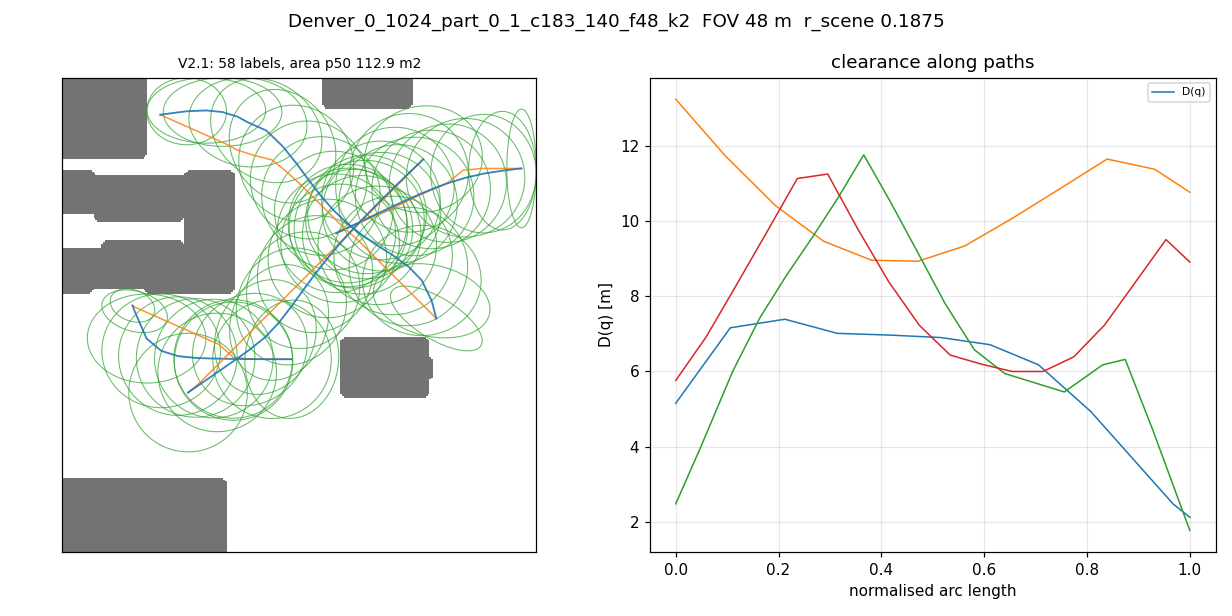 Denver_0_1024_part_0_1_c183_140_f48_k2  FOV 48 m  r_scene 0.1875
V2.1: 58 labels, area p50 112.9 m2
clearance along paths
D(q)
D(q) [m]
12
10
8
6
4
2
0.0
0.2
0.4
0.6
0.8
1.0
normalised arc length